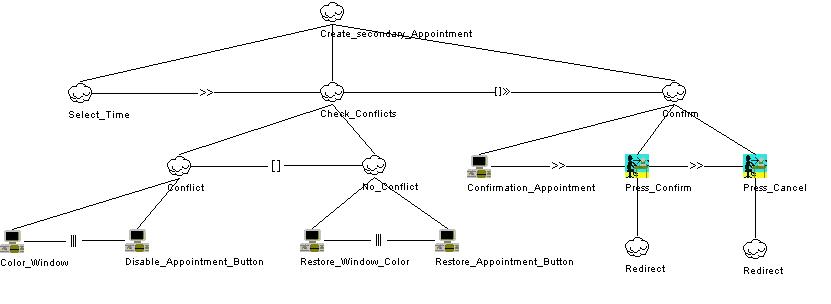 Create_secondary_Appointment
>>
[]>>
Select_Time
Check_Conflicts
Confirm
[]
>>
>>
Conflict
No_Conflict
Confirmation_Appointment
Press_Confirm
Press_Cancel
|||
|||
Color_Window
Disable_Appointment_Button
Restore_Window_Color
Restore_Appointment_Button
Redirect
Redirect